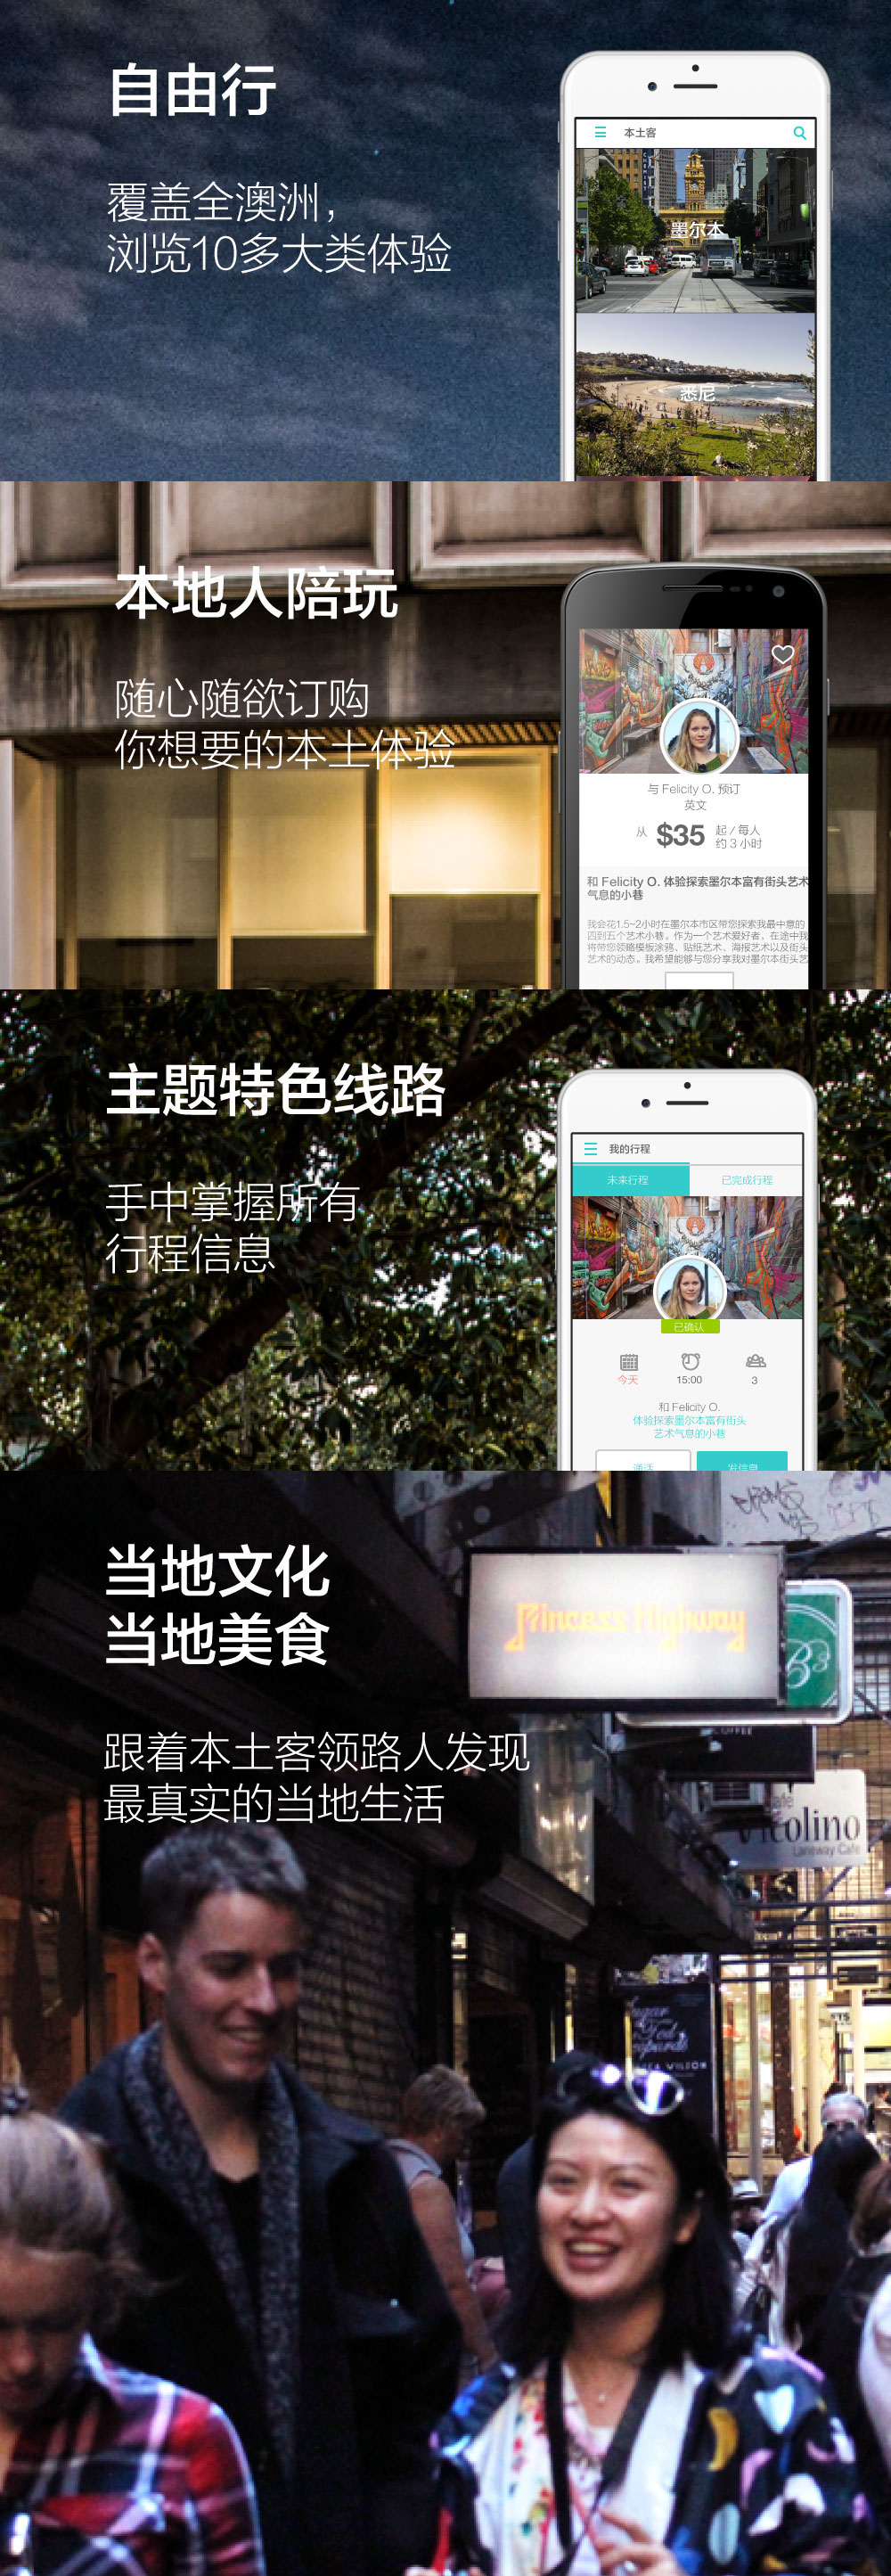 自由行
覆盖全澳洲，
浏览10多大类体验
本土客
墨尔本
悉尼
本地人陪玩
随心随欲订购
你想要的本土体验
与 Felicity O. 预订
英文
从 $35 起 / 每人
约 3 小时
和 Felicity O. 体验探索墨尔本富有街头艺术
气息的小巷
我会花1.5~2小时在墨尔本市区带您探索我最中意的
四到五个艺术小巷。作为一个艺术爱好者，在途中我
将带您领略模板涂鸦、贴纸艺术、海报艺术以及街头
艺术的动态。我希望能够与您分享我对墨尔本街头艺
主题特色线路
手中掌握所有
行程信息
我的行程
未来行程 已完成行程
已确认
今天 15:00 3
和 Felicity O.
体验探索墨尔本富有街头
艺术气息的小巷
通话 发信息
当地文化
当地美食
跟着本土客领路人发现
最真实的当地生活
Princess Highway
B3
Vicolino
Laneway Cafe